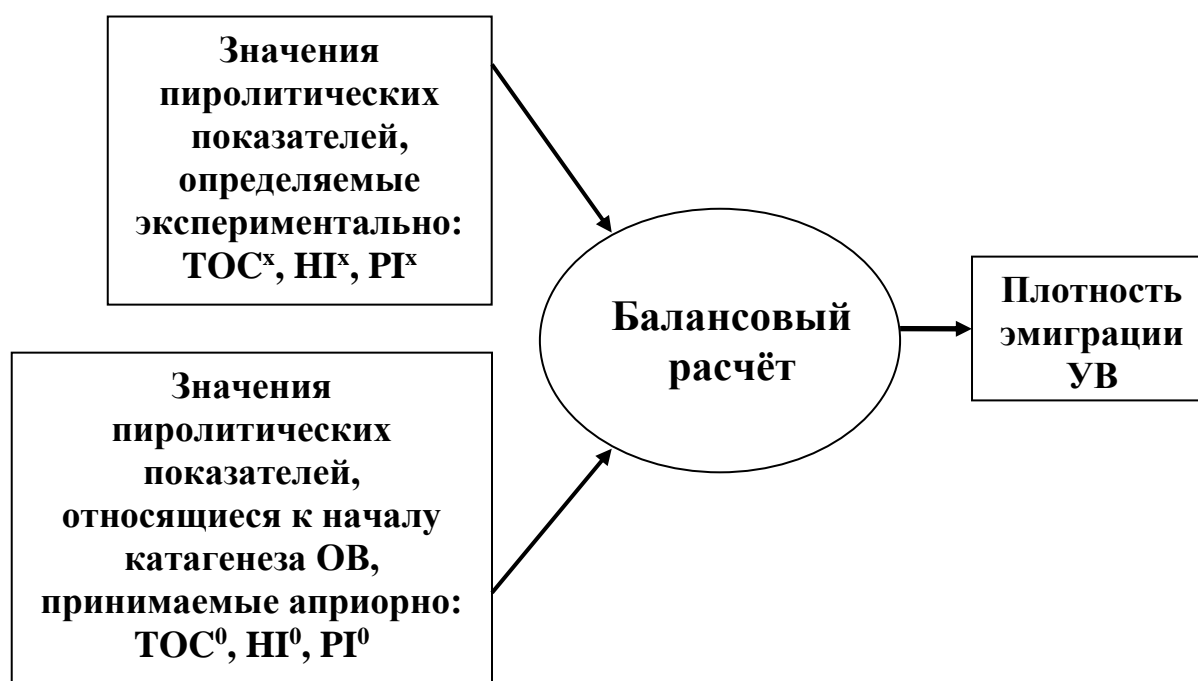 Значения
пиролитических
показателей,
определяемые
экспериментально:
TOCˣ, HIˣ, PIˣ
Значения
пиролитических
показателей,
относящиеся к началу
катагенеза ОВ,
принимаемые априорно:
TOC⁰, HI⁰, PI⁰
Балансовый
расчёт
Плотность
эмиграции
УВ